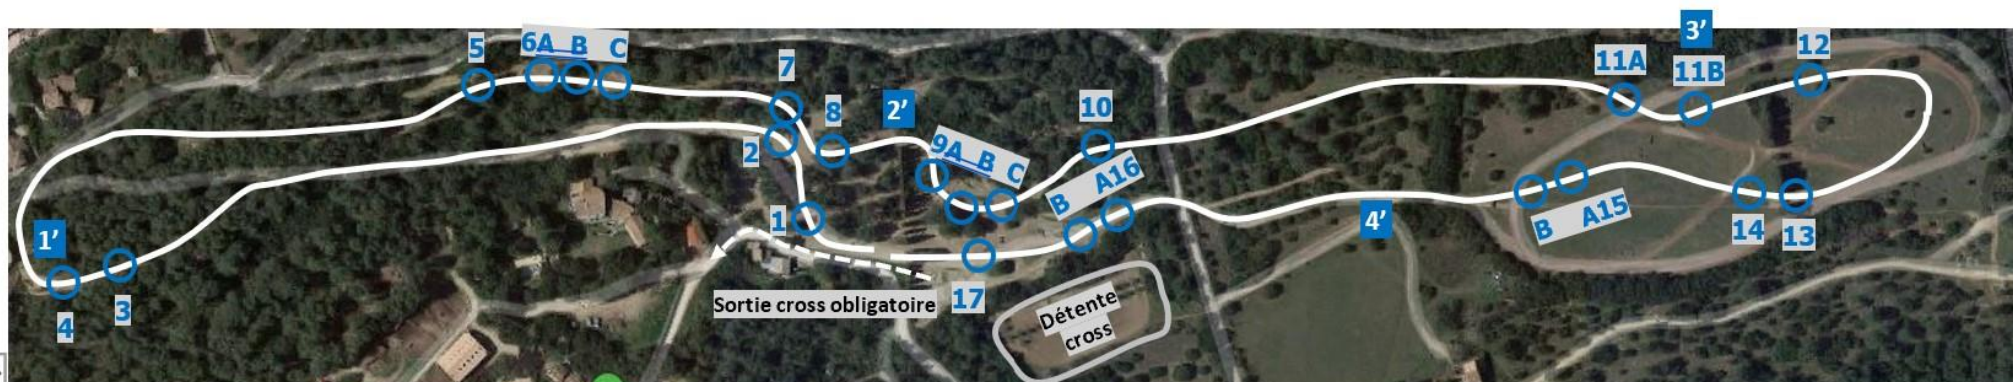 3'
5
6A B C
12
7
11A
11B
8
2'
10
2
9A B C
B A16
1
B A15
1'
4'
14
13
3
4
Sortie cross obligatoire
17
Détente
cross